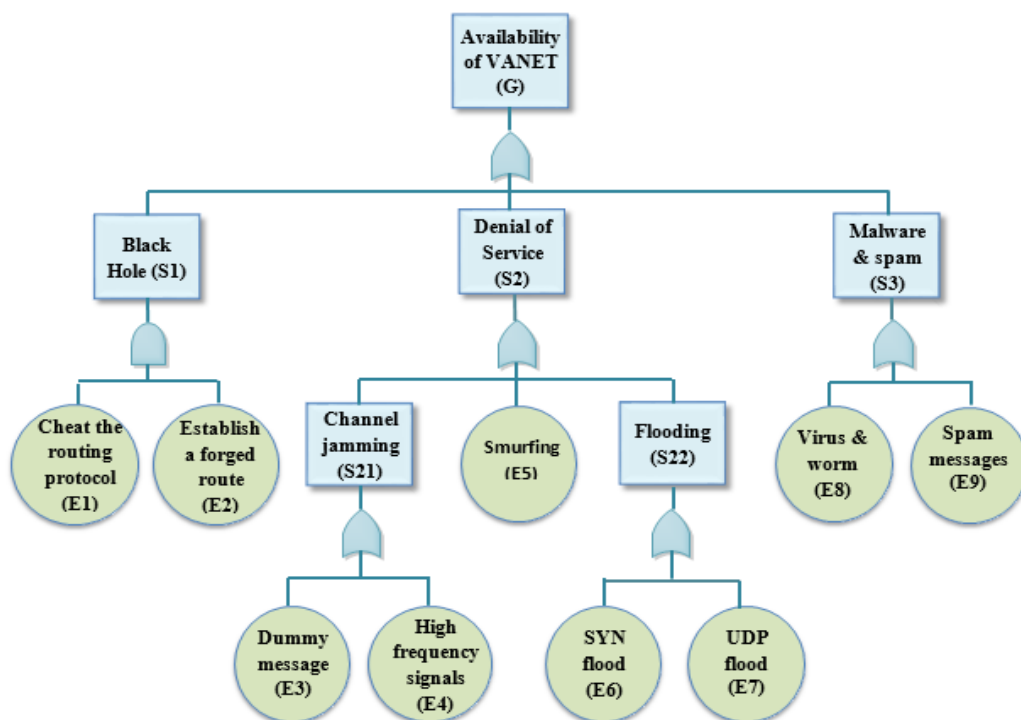 Availability
of VANET
(G)
Black
Hole (S1)
Denial of
Service
(S2)
Malware
& spam
(S3)
Cheat the
routing
protocol
(E1)
Establish
a forged
route
(E2)
Channel
jamming
(S21)
Smurfing
(E5)
Flooding
(S22)
Virus &
worm
(E8)
Spam
messages
(E9)
Dummy
message
(E3)
High
frequency
signals
(E4)
SYN
flood
(E6)
UDP
flood
(E7)